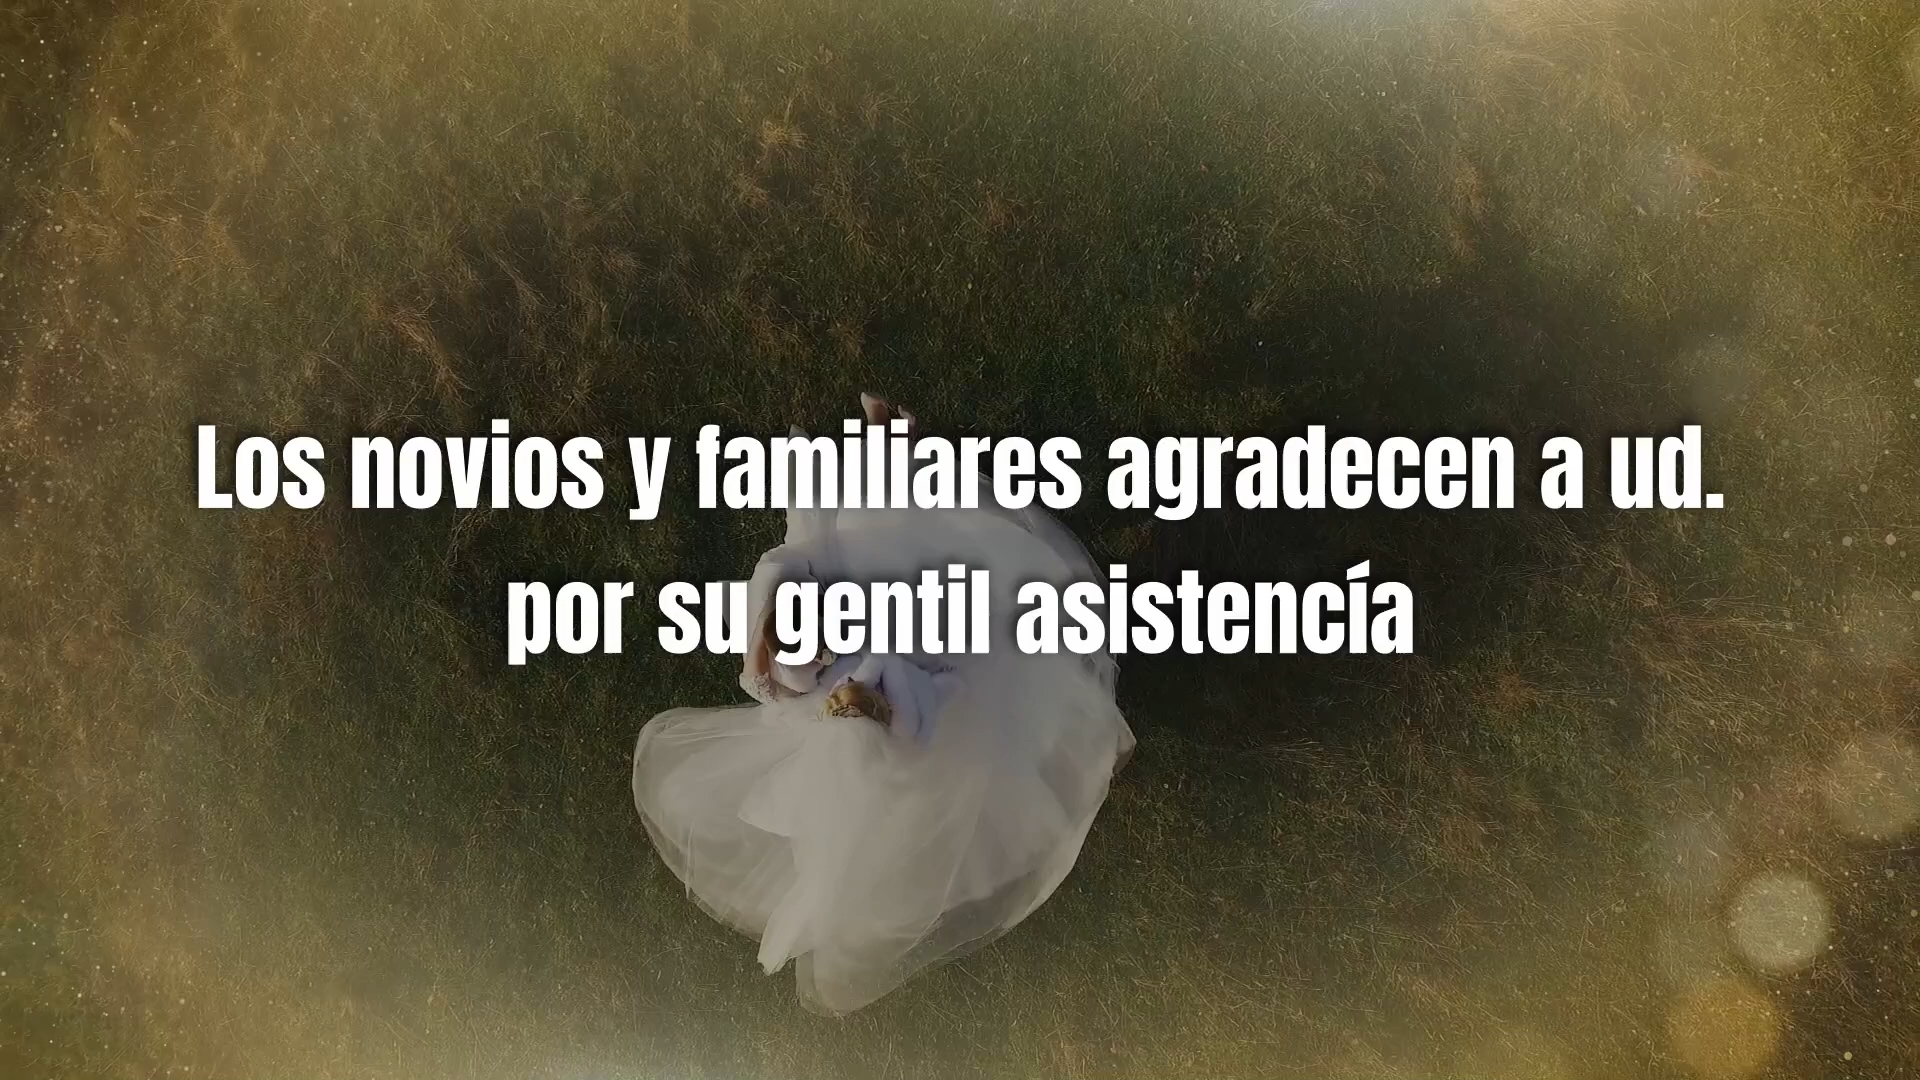 Los novios y familiares agradecen a ud.
por su gentil asistencía